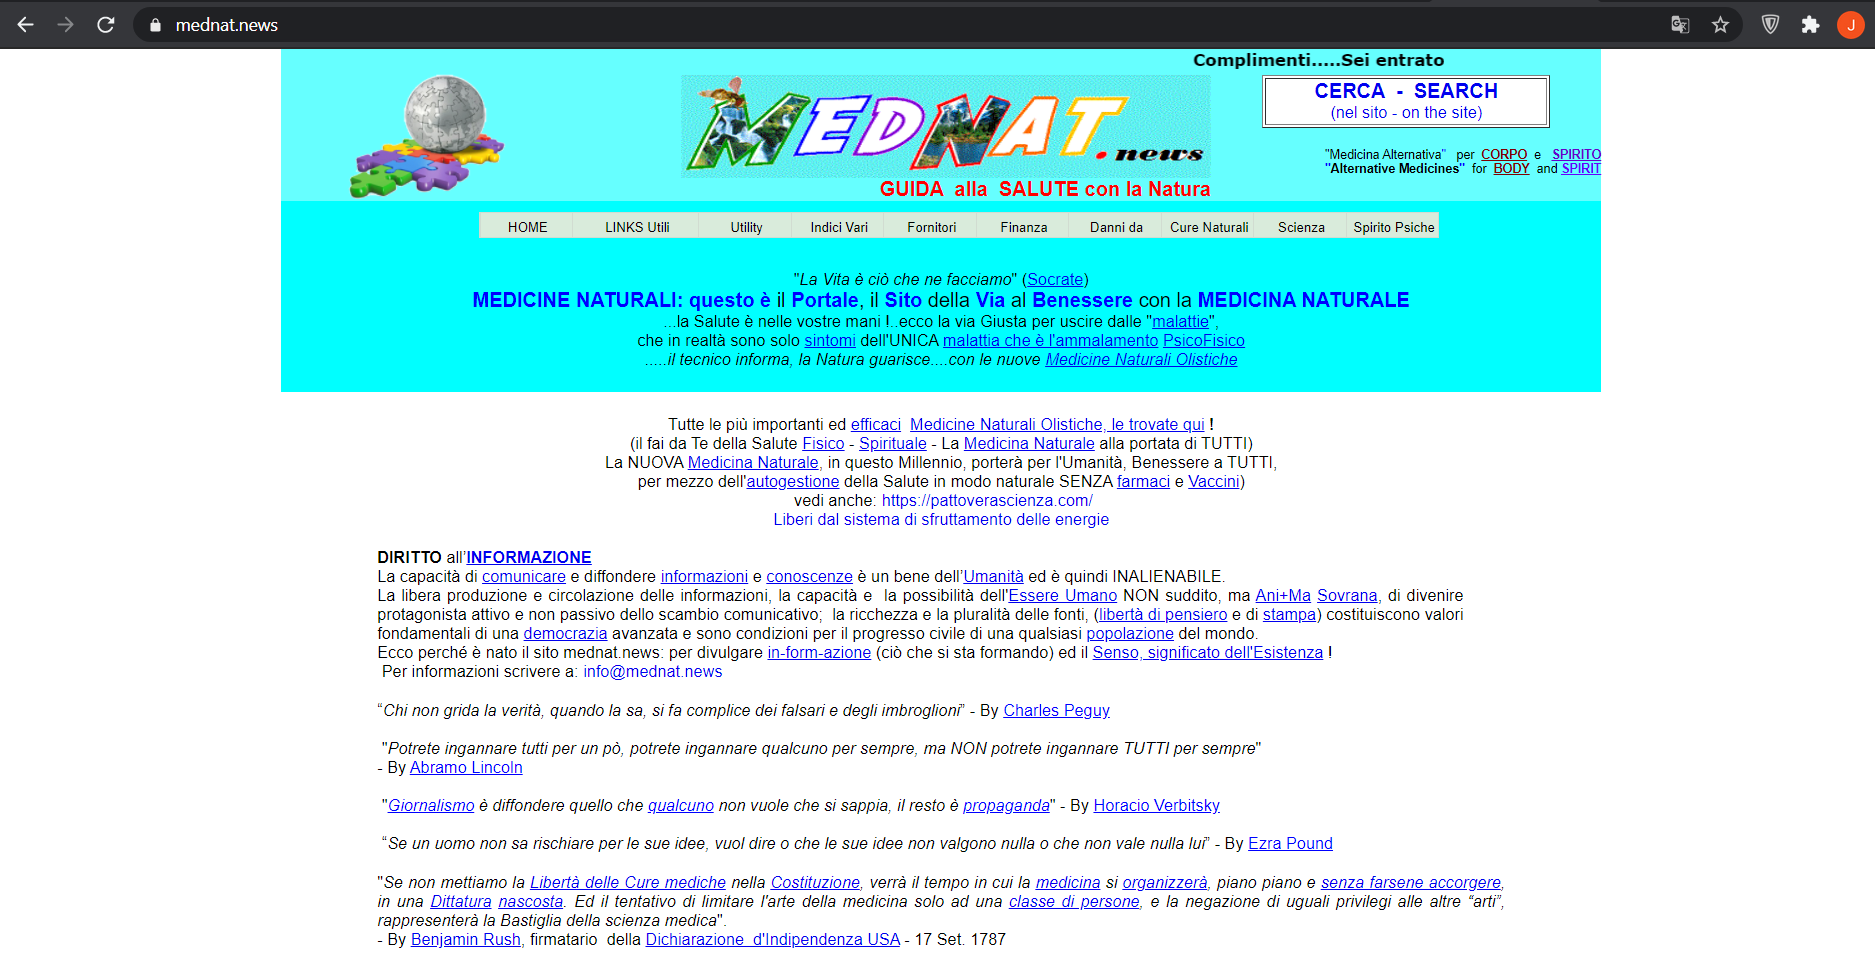 mednat.news
J
Complimenti.....Sei entrato
MEDNAT.news
GUIDA alla SALUTE con la Natura
CERCA - SEARCH
(nel sito - on the site)
"Medicina Alternativa" per CORPO e SPIRITO
"Alternative Medicines" for BODY and SPIRIT
HOME LINKS Utili Utility Indici Vari Fornitori Finanza Danni da Cure Naturali Scienza Spirito Psiche
"La Vita è ciò che ne facciamo" (Socrate)
MEDICINE NATURALI: questo è il Portale, il Sito della Via al Benessere con la MEDICINA NATURALE
...la Salute è nelle vostre mani !..ecco la via Giusta per uscire dalle "malattie",
che in realtà sono solo sintomi dell'UNICA malattia che è l'ammalamento PsicoFisico
.....il tecnico informa, la Natura guarisce....con le nuove Medicine Naturali Olistiche
Tutte le più importanti ed efficaci Medicine Naturali Olistiche, le trovate qui !
(il fai da Te della Salute Fisico - Spirituale - La Medicina Naturale alla portata di TUTTI)
La NUOVA Medicina Naturale, in questo Millennio, porterà per l'Umanità, Benessere a TUTTI,
per mezzo dell'autogestione della Salute in modo naturale SENZA farmaci e Vaccini)
vedi anche: https://pattoverascienza.com/
Liberi dal sistema di sfruttamento delle energie
DIRITTO all'INFORMAZIONE
La capacità di comunicare e diffondere informazioni e conoscenze è un bene dell'Umanità ed è quindi INALIENABILE.
La libera produzione e circolazione delle informazioni, la capacità e la possibilità dell'Essere Umano NON suddito, ma Ani+Ma Sovrana, di divenire
protagonista attivo e non passivo dello scambio comunicativo; la ricchezza e la pluralità delle fonti, (libertà di pensiero e di stampa) costituiscono valori
fondamentali di una democrazia avanzata e sono condizioni per il progresso civile di una qualsiasi popolazione del mondo.
Ecco perché è nato il sito mednat.news: per divulgare in-form-azione (ciò che si sta formando) ed il Senso, significato dell'Esistenza !
Per informazioni scrivere a: info@mednat.news
“Chi non grida la verità, quando la sa, si fa complice dei falsari e degli imbroglioni” - By Charles Peguy
"Potrete ingannare tutti per un pò, potrete ingannare qualcuno per sempre, ma NON potrete ingannare TUTTI per sempre"
- By Abramo Lincoln
"Giornalismo è diffondere quello che qualcuno non vuole che si sappia, il resto è propaganda" - By Horacio Verbitsky
“Se un uomo non sa rischiare per le sue idee, vuol dire o che le sue idee non valgono nulla o che non vale nulla lui” - By Ezra Pound
"Se non mettiamo la Libertà delle Cure mediche nella Costituzione, verrà il tempo in cui la medicina si organizzerà, piano piano e senza farsene accorgere,
in una Dittatura nascosta. Ed il tentativo di limitare l'arte della medicina solo ad una classe di persone, e la negazione di uguali privilegi alle altre “arti”,
rappresenterà la Bastiglia della scienza medica".
- By Benjamin Rush, firmatario della Dichiarazione d'Indipendenza USA - 17 Set. 1787